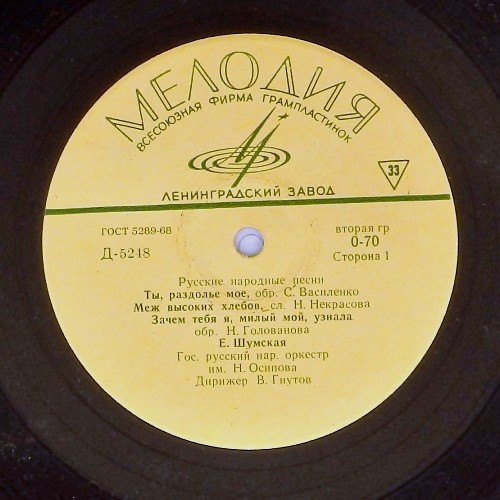 МЕЛОДИЯ
ВСЕСОЮЗНАЯ ФИРМА ГРАМПЛАСТИНОК
33
ЛЕНИНГРАДСКИЙ ЗАВОД
ГОСТ 5289-68
вторая гр
Д-5248
0-70
Сторона 1
Русские народные песни
Ты, раздолье мое, обр. С. Василенко
Меж высоких хлебов, сл. Н. Некрасова
Зачем тебя я, милый мой, узнала
обр. Н. Голованова
Е. Шумская
Гос. русский нар. оркестр
им. Н. Осипова
Дирижер В. Гнутов